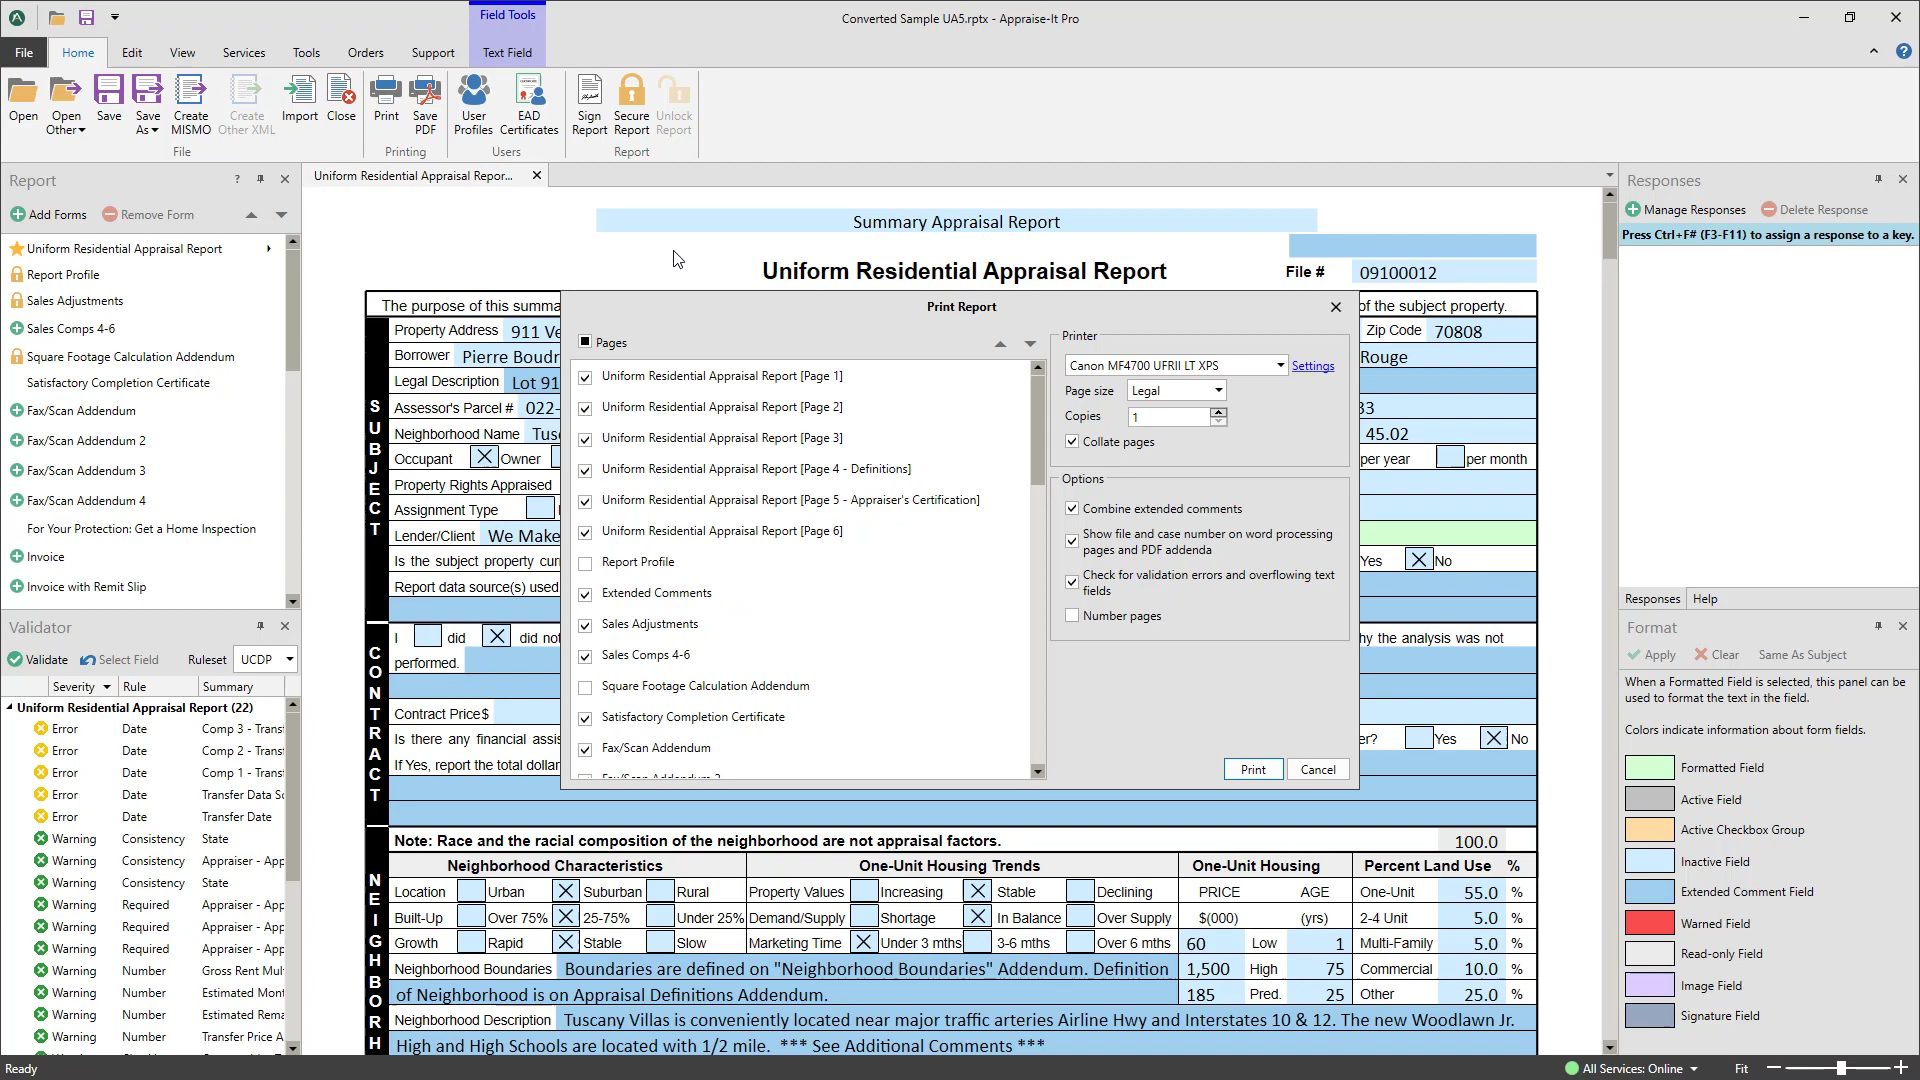 Field Tools
Converted Sample UA5.rptx - Appraise-It Pro
File
Home
Edit
View
Services
Tools
Orders
Support
Text Field
Open
Open Other
Save
Save As
Create MISMO
Create Other XML
Import
Close
Print
Save PDF
User Profiles
EAD Certificates
Sign Report
Secure Report
Unlock Report
File
Printing
Users
Report
Report
?
Add Forms
Remove Form
Uniform Residential Appraisal Report
Report Profile
Sales Adjustments
Sales Comps 4-6
Square Footage Calculation Addendum
Satisfactory Completion Certificate
Fax/Scan Addendum
Fax/Scan Addendum 2
Fax/Scan Addendum 3
Fax/Scan Addendum 4
For Your Protection: Get a Home Inspection
Invoice
Invoice with Remit Slip
Validator
Validate
Select Field
Ruleset
UCDP
Severity
Rule
Summary
Uniform Residential Appraisal Report (22)
Error Date Comp 3 - Trans
Error Date Comp 2 - Trans
Error Date Comp 1 - Trans
Error Date Transfer Data S
Error Date Transfer Date
Warning Consistency State
Warning Consistency Appraiser - App
Warning Consistency State
Warning Required Appraiser - App
Warning Required Appraiser - App
Warning Required Appraiser - App
Warning Number Gross Rent Mul
Warning Number Estimated Mont
Warning Number Estimated Rema
Warning Number Transfer Price A
Uniform Residential Appraisal Repor...
Summary Appraisal Report
Uniform Residential Appraisal Report
File # 09100012
The purpose of this summa
of the subject property.
SUBJECT
Property Address 911 Ve
Zip Code 70808
Borrower Pierre Boudr
Rouge
Legal Description Lot 91
Assessor's Parcel # 022-
33
Neighborhood Name Tusc
45.02
Occupant Owner
per year per month
Property Rights Appraised
Assignment Type
Lender/Client We Make
Is the subject property curr
Yes No
Report data source(s) used
CONTRACT
I did did not
hy the analysis was not
performed.
Contract Price $
Is there any financial assis
er? Yes No
If Yes, report the total dollar
Print Report
Pages
Uniform Residential Appraisal Report [Page 1]
Uniform Residential Appraisal Report [Page 2]
Uniform Residential Appraisal Report [Page 3]
Uniform Residential Appraisal Report [Page 4 - Definitions]
Uniform Residential Appraisal Report [Page 5 - Appraiser's Certification]
Uniform Residential Appraisal Report [Page 6]
Report Profile
Extended Comments
Sales Adjustments
Sales Comps 4-6
Square Footage Calculation Addendum
Satisfactory Completion Certificate
Fax/Scan Addendum
Fax/Scan Addendum 2
Printer
Canon MF4700 UFRII LT XPS
Settings
Page size Legal
Copies 1
Collate pages
Options
Combine extended comments
Show file and case number on word processing
pages and PDF addenda
Check for validation errors and overflowing text
fields
Number pages
Print
Cancel
NEIGHBORH
Note: Race and the racial composition of the neighborhood are not appraisal factors.
100.0
Neighborhood Characteristics One-Unit Housing Trends One-Unit Housing Percent Land Use %
Location Urban Suburban Rural Property Values Increasing Stable Declining PRICE AGE One-Unit 55.0 %
Built-Up Over 75% 25-75% Under 25% Demand/Supply Shortage In Balance Over Supply $(000) (yrs) 2-4 Unit 5.0 %
Growth Rapid Stable Slow Marketing Time Under 3 mths 3-6 mths Over 6 mths 60 Low 1 Multi-Family 5.0 %
Neighborhood Boundaries Boundaries are defined on "Neighborhood Boundaries" Addendum. Definition 1,500 High 75 Commercial 10.0 %
of Neighborhood is on Appraisal Definitions Addendum. 185 Pred. 25 Other 25.0 %
Neighborhood Description Tuscany Villas is conveniently located near major traffic arteries Airline Hwy and Interstates 10 & 12. The new Woodlawn Jr.
High and High Schools are located with 1/2 mile. *** See Additional Comments ***
Responses
Manage Responses
Delete Response
Press Ctrl+F# (F3-F11) to assign a response to a key.
Responses
Help
Format
Apply
Clear
Same As Subject
When a Formatted Field is selected, this panel can be
used to format the text in the field.
Colors indicate information about form fields.
Formatted Field
Active Field
Active Checkbox Group
Inactive Field
Extended Comment Field
Warned Field
Read-only Field
Image Field
Signature Field
Ready
All Services: Online
Fit